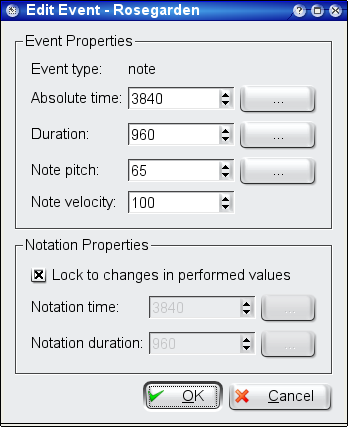 Edit Event - Rosegarden
Event Properties
Event type: note
Absolute time: 3840 ...
Duration: 960 ...
Note pitch: 65 ...
Note velocity: 100
Notation Properties
Lock to changes in performed values
Notation time: 3840 ...
Notation duration: 960 ...
OK Cancel